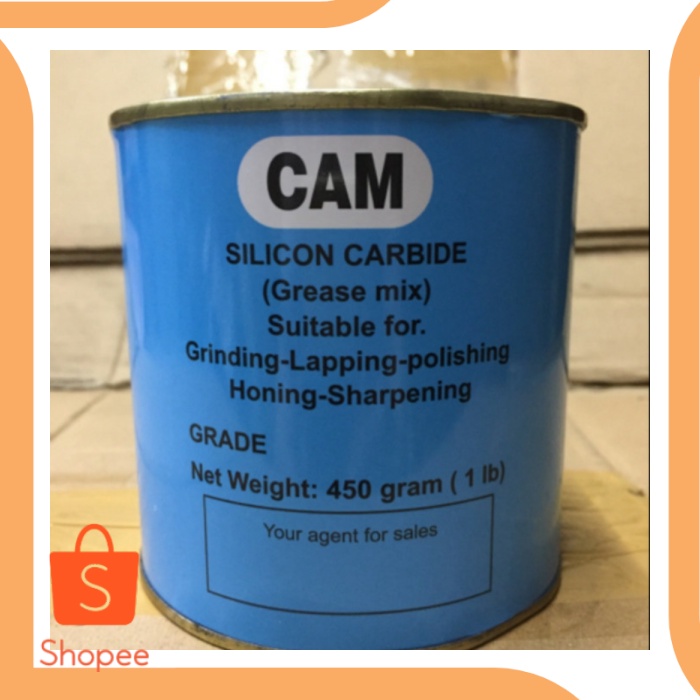 CAM
SILICON CARBIDE
(Grease mix)
Suitable for.
Grinding-Lapping-polishing
Honing-Sharpening
GRADE
Net Weight: 450 gram ( 1 lb)
Your agent for sales
S
Shopee